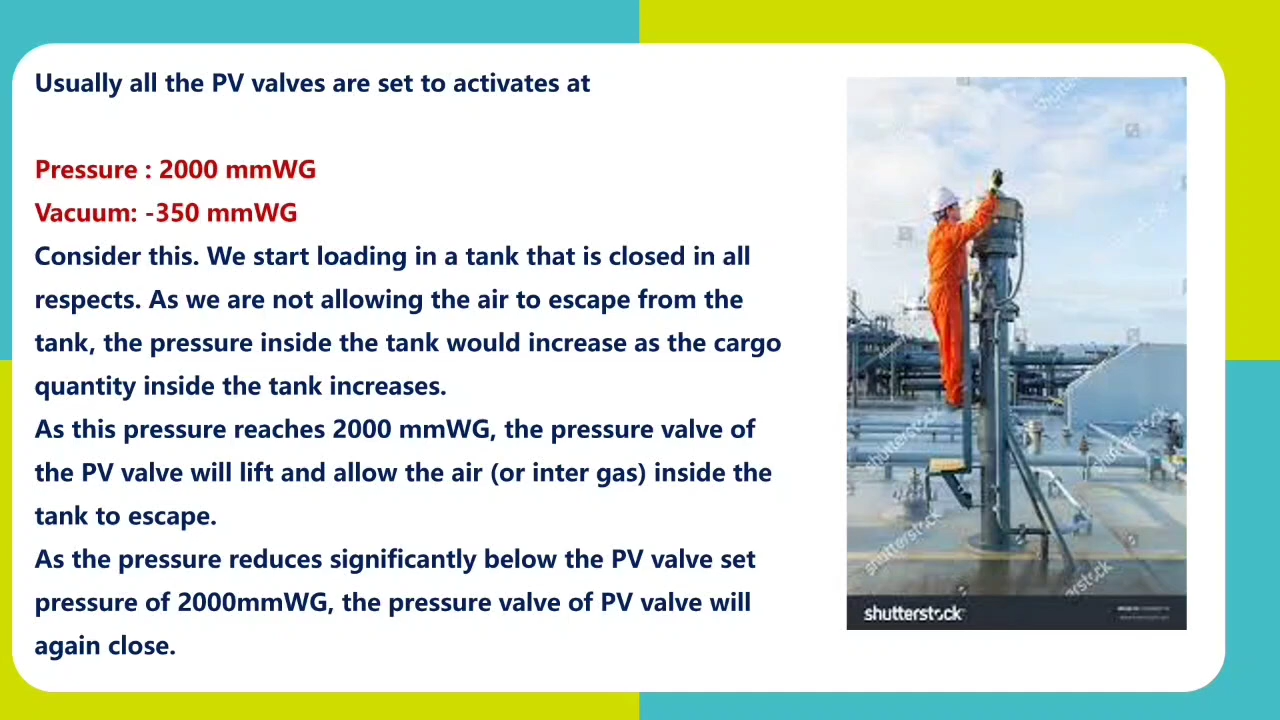 Usually all the PV valves are set to activates at
Pressure : 2000 mmWG
Vacuum: -350 mmWG
Consider this. We start loading in a tank that is closed in all
respects. As we are not allowing the air to escape from the
tank, the pressure inside the tank would increase as the cargo
quantity inside the tank increases.
As this pressure reaches 2000 mmWG, the pressure valve of
the PV valve will lift and allow the air (or inter gas) inside the
tank to escape.
As the pressure reduces significantly below the PV valve set
pressure of 2000mmWG, the pressure valve of PV valve will
again close.
shutterstock